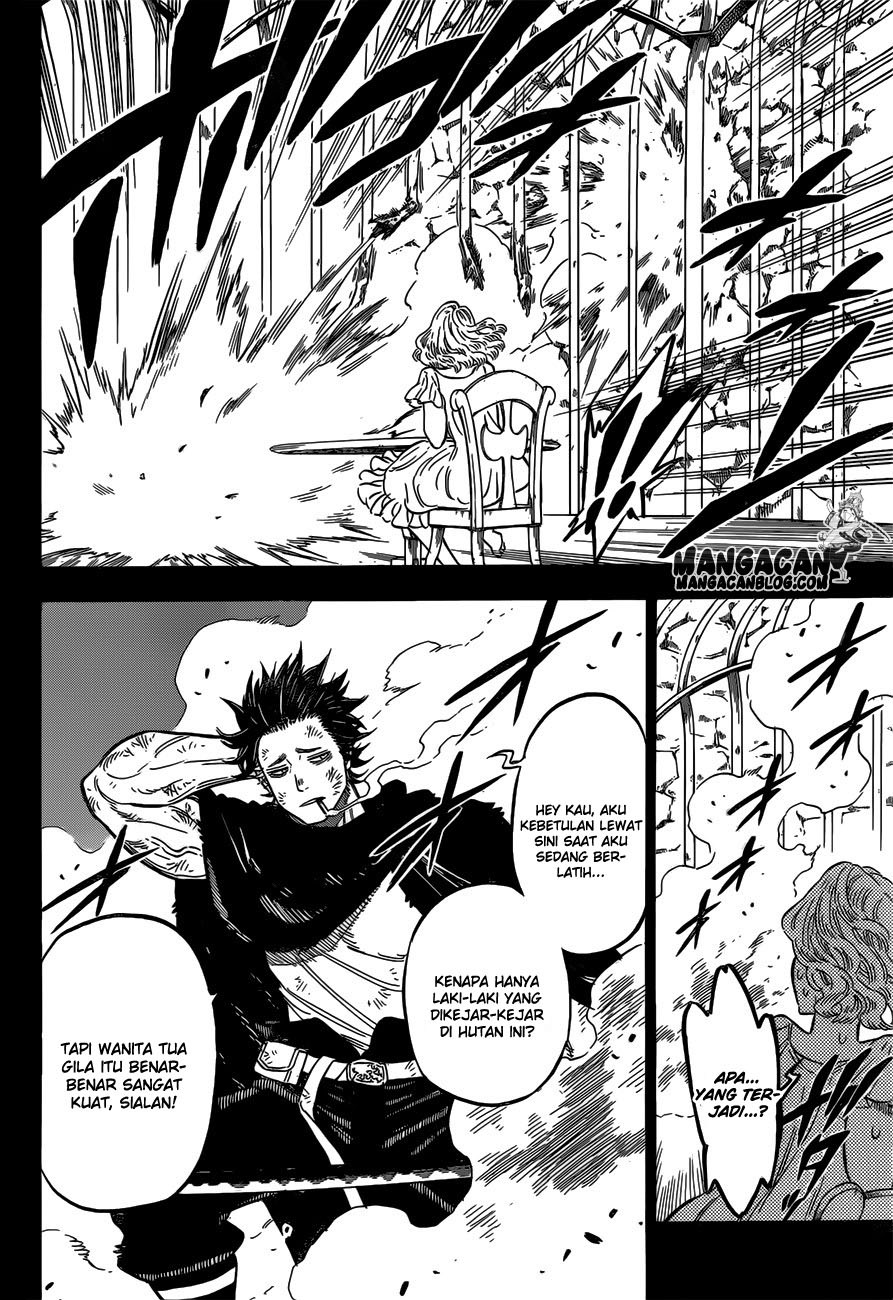 MANGACAN
MANGACANBLOG.COM
APA...
YANG TER-
JADI...?
HEY KAU, AKU
KEBETULAN LEWAT
SINI SAAT AKU
SEDANG BER-
LATIH...
KENAPA HANYA
LAKI-LAKI YANG
DIKEJAR-KEJAR
DI HUTAN INI?
TAPI WANITA TUA
GILA ITU BENAR-
BENAR SANGAT
KUAT, SIALAN!